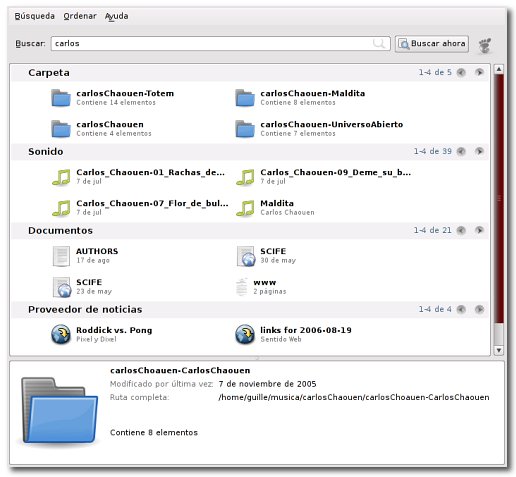 Búsqueda Ordenar Ayuda
Buscar: carlos Buscar ahora
Carpeta 1-4 de 5
carlosChaouen-Totem carlosChaouen-Maldita
Contiene 14 elementos Contiene 8 elementos
carlosChaouen carlosChaouen-UniversoAbierto
Contiene 4 elementos Contiene 7 elementos
Sonido 1-4 de 39
Carlos_Chaouen-01_Rachas_de... Carlos_Chaouen-09_Deme_su_b...
7 de jul 7 de jul
Carlos_Chaouen-07_Flor_de_bul... Maldita
7 de jul Carlos Chaouen
Documentos 1-4 de 21
AUTHORS SCIFE
17 de ago 30 de may
SCIFE www
23 de may 2 páginas
Proveedor de noticias 1-4 de 4
Roddick vs. Pong links for 2006-08-19
Pixel y Dixel Sentido Web
carlosChoauen-CarlosChaouen
Modificado por última vez: 7 de noviembre de 2005
Ruta completa: /home/guille/musica/carlosChaouen/carlosChoauen-CarlosChaouen
Contiene 8 elementos